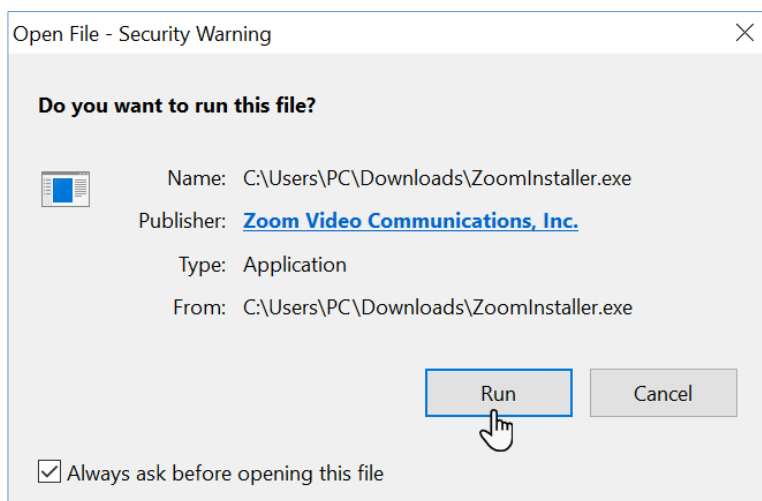 Open File - Security Warning
Do you want to run this file?
Name: C:\Users\PC\Downloads\ZoomInstaller.exe
Publisher: Zoom Video Communications, Inc.
Type: Application
From: C:\Users\PC\Downloads\ZoomInstaller.exe
Run Cancel
Always ask before opening this file